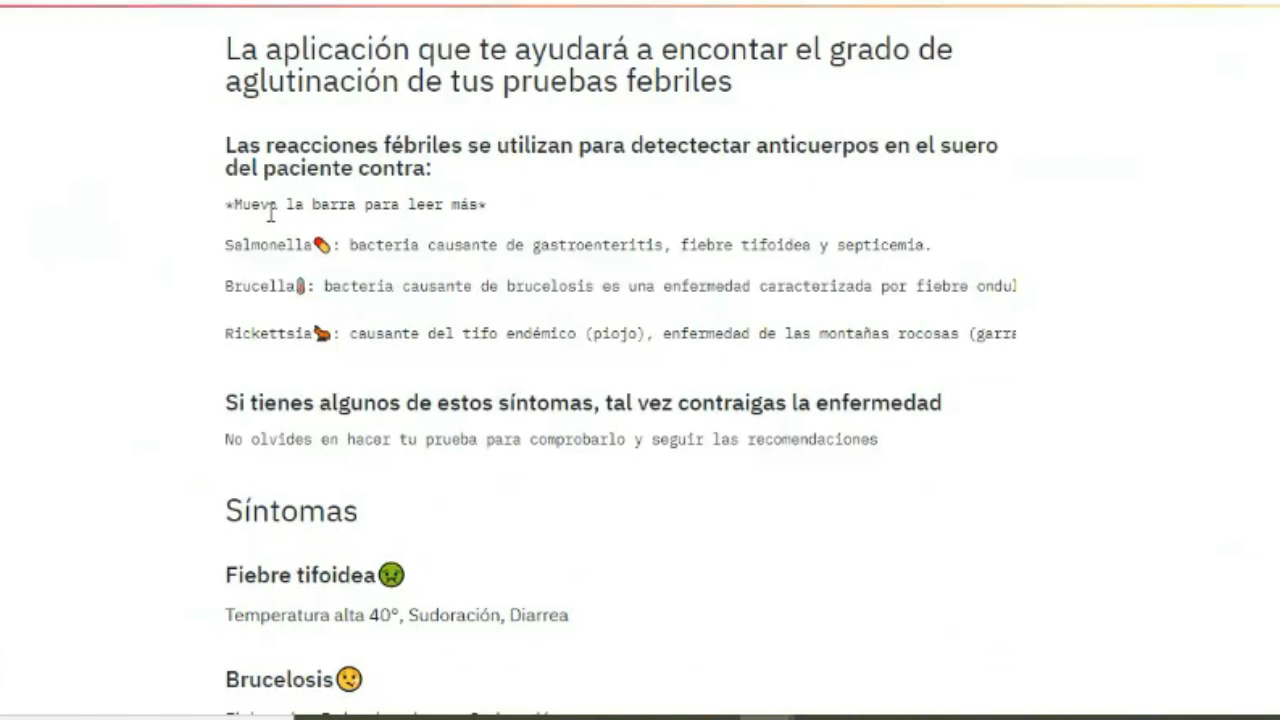 La aplicación que te ayudará a encontar el grado de
aglutinación de tus pruebas febriles
Las reacciones fébriles se utilizan para detectectar anticuerpos en el suero
del paciente contra:
*Mueve la barra para leer más*
Salmonella💊: bacteria causante de gastroenteritis, fiebre tifoidea y septicemia.
Brucella🌡: bacteria causante de brucelosis es una enfermedad caracterizada por fiebre ondul
Rickettsia🐂: causante del tifo endémico (piojo), enfermedad de las montañas rocosas (garra
Si tienes algunos de estos síntomas, tal vez contraigas la enfermedad
No olvides en hacer tu prueba para comprobarlo y seguir las recomendaciones
Síntomas
Fiebre tifoidea🤢
Temperatura alta 40°, Sudoración, Diarrea
Brucelosis🤒